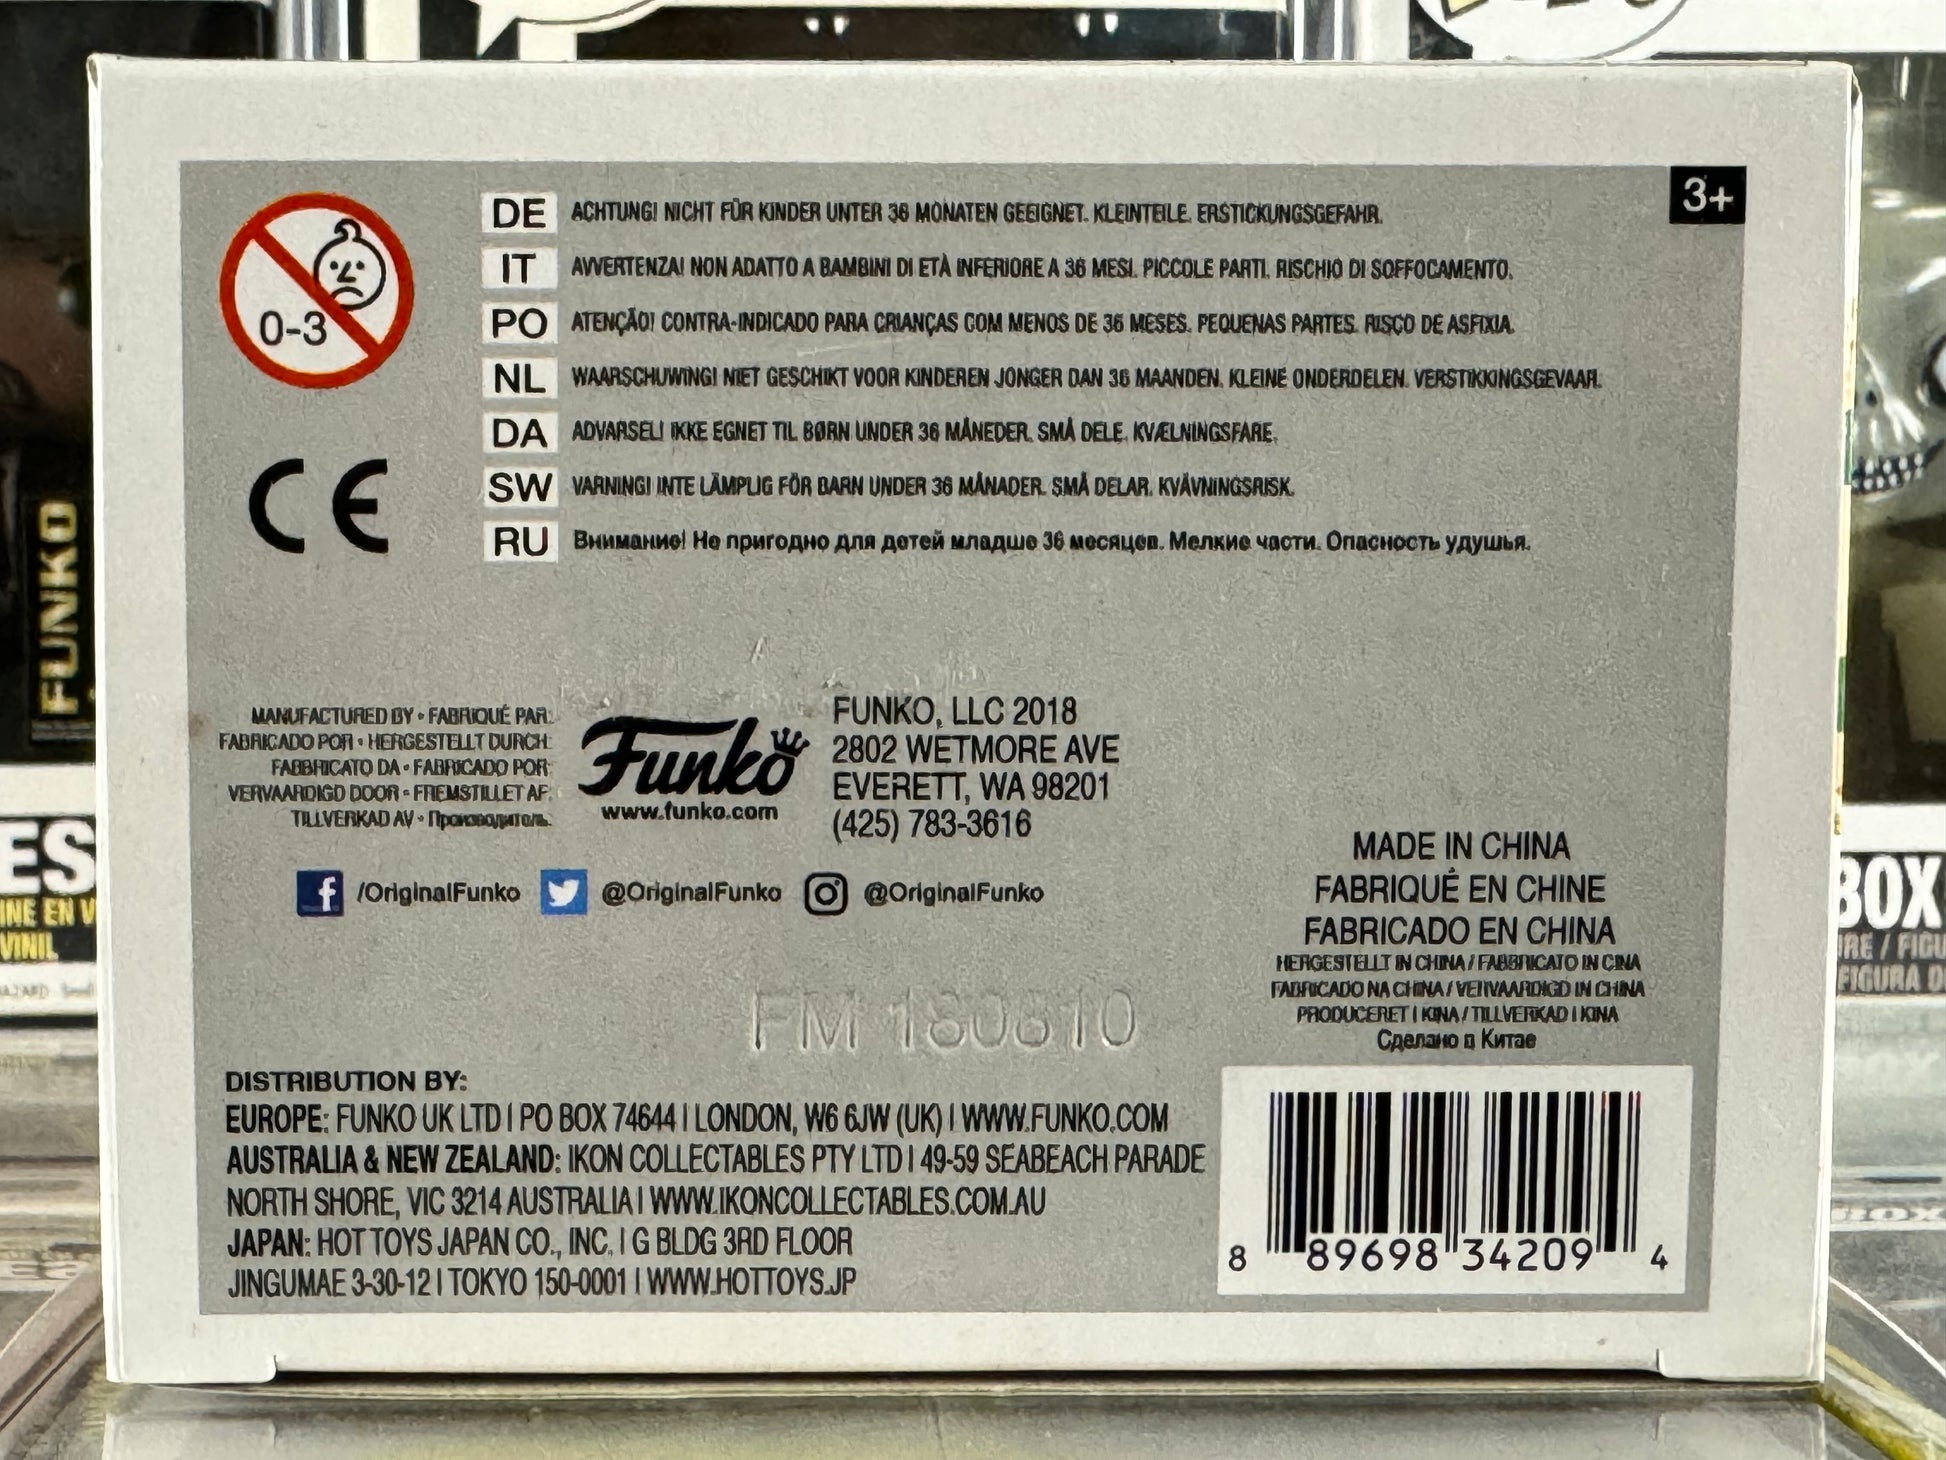 3+
0-3
DE ACHTUNG! NICHT FÜR KINDER UNTER 36 MONATEN GEEIGNET. KLEINTEILE. ERSTICKUNGSGEFAHR.
IT AVVERTENZA! NON ADATTO A BAMBINI DI ETÀ INFERIORE A 36 MESI. PICCOLE PARTI. RISCHIO DI SOFFOCAMENTO.
PO ATENÇÃO! CONTRA-INDICADO PARA CRIANÇAS COM MENOS DE 36 MESES. PEQUENAS PARTES. RISCO DE ASFIXIA.
NL WAARSCHUWING! NIET GESCHIKT VOOR KINDEREN JONGER DAN 36 MAANDEN. KLEINE ONDERDELEN. VERSTIKKINGSGEVAAR.
DA ADVARSEL! IKKE EGNET TIL BØRN UNDER 36 MÅNEDER. SMÅ DELE. KVÆLNINGSFARE.
SW VARNING! INTE LÄMPLIG FÖR BARN UNDER 36 MÅNADER. SMÅ DELAR. KVÄVNINGSRISK.
RU Внимание! Не пригодно для детей младше 36 месяцев. Мелкие части. Опасность удушья.
CE
MANUFACTURED BY • FABRIQUÉ PAR:
FABRICADO POR • HERGESTELLT DURCH:
FABBRICATO DA • FABRICADO POR:
VERVAARDIGD DOOR • FREMSTILLET AF:
TILLVERKAD AV • Производитель:
Funko
www.funko.com
FUNKO, LLC 2018
2802 WETMORE AVE
EVERETT, WA 98201
(425) 783-3616
f /OriginalFunko @OriginalFunko @OriginalFunko
MADE IN CHINA
FABRIQUÉ EN CHINE
FABRICADO EN CHINA
HERGESTELLT IN CHINA / FABBRICATO IN CINA
FABRICADO NA CHINA / VERVAARDIGD IN CHINA
PRODUCERET I KINA / TILLVERKAD I KINA
Сделано в Китае
DISTRIBUTION BY:
EUROPE: FUNKO UK LTD | PO BOX 74644 | LONDON, W6 6JW (UK) | WWW.FUNKO.COM
AUSTRALIA & NEW ZEALAND: IKON COLLECTABLES PTY LTD | 49-59 SEABEACH PARADE
NORTH SHORE, VIC 3214 AUSTRALIA | WWW.IKONCOLLECTABLES.COM.AU
JAPAN: HOT TOYS JAPAN CO., INC. | G BLDG 3RD FLOOR
JINGUMAE 3-30-12 | TOKYO 150-0001 | WWW.HOTTOYS.JP
8 89698 34209 4
FUNKO
ES
INE EN V
VINIL
BOX
URE / FIGU
FIGURA D